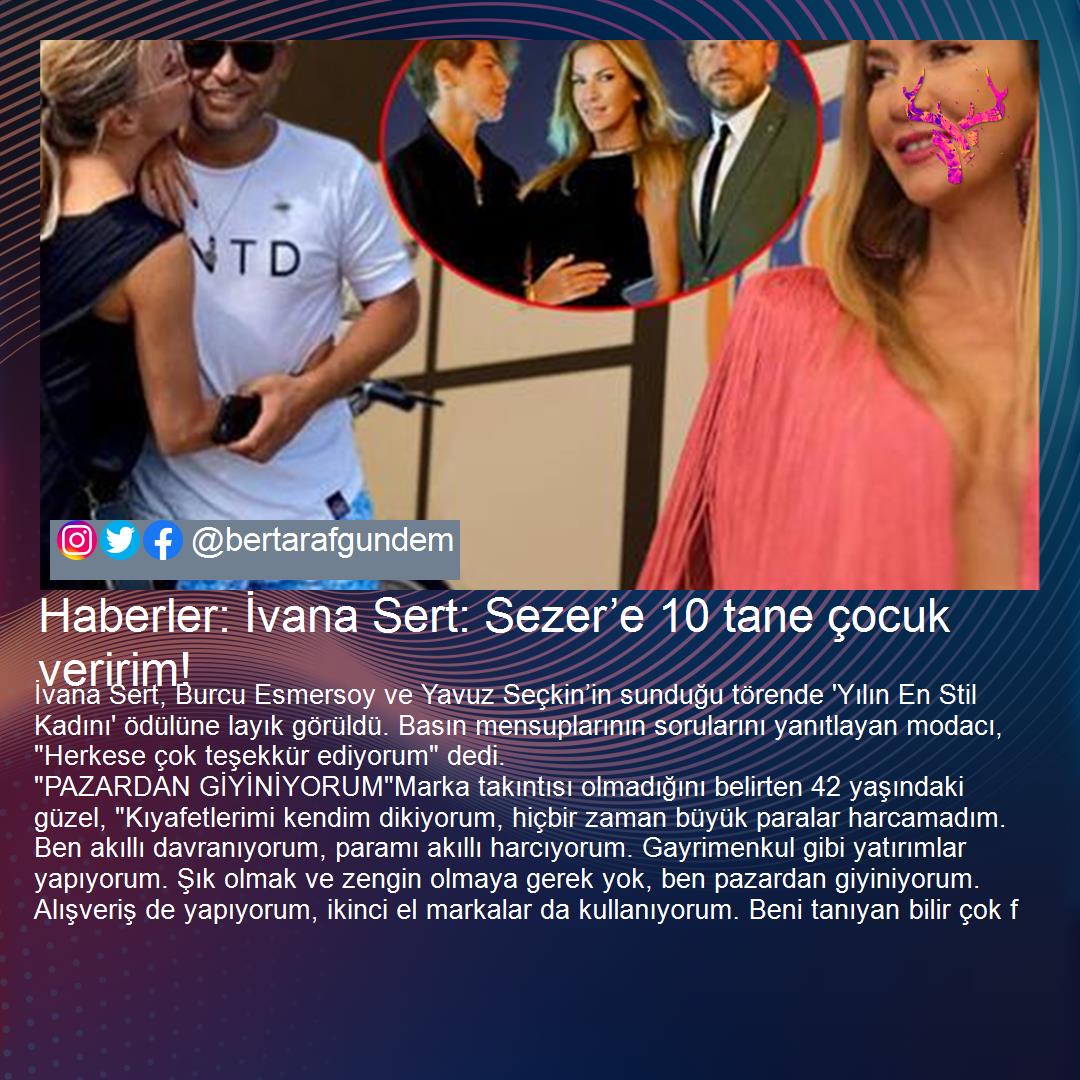 NTD
@bertarafgundem
Haberler: İvana Sert: Sezer’e 10 tane çocuk
veririm!
İvana Sert, Burcu Esmersoy ve Yavuz Seçkin’in sunduğu törende 'Yılın En Stil
Kadını' ödülüne layık görüldü. Basın mensuplarının sorularını yanıtlayan modacı,
"Herkese çok teşekkür ediyorum" dedi.
"PAZARDAN GİYİNİYORUM"Marka takıntısı olmadığını belirten 42 yaşındaki
güzel, "Kıyafetlerimi kendim dikiyorum, hiçbir zaman büyük paralar harcamadım.
Ben akıllı davranıyorum, paramı akıllı harcıyorum. Gayrimenkul gibi yatırımlar
yapıyorum. Şık olmak ve zengin olmaya gerek yok, ben pazardan giyiniyorum.
Alışveriş de yapıyorum, ikinci el markalar da kullanıyorum. Beni tanıyan bilir çok f